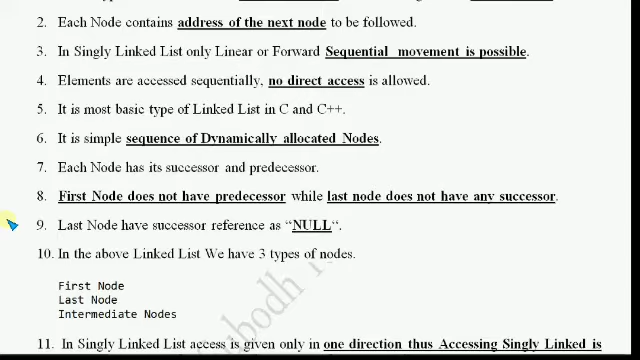 2. Each Node contains address of the next node to be followed.
3. In Singly Linked List only Linear or Forward Sequential movement is possible.
4. Elements are accessed sequentially, no direct access is allowed.
5. It is most basic type of Linked List in C and C++.
6. It is simple sequence of Dynamically allocated Nodes.
7. Each Node has its successor and predecessor.
8. First Node does not have predecessor while last node does not have any successor.
9. Last Node have successor reference as “NULL“.
10. In the above Linked List We have 3 types of nodes.
First Node
Last Node
Intermediate Nodes
11. In Singly Linked List access is given only in one direction thus Accessing Singly Linked is